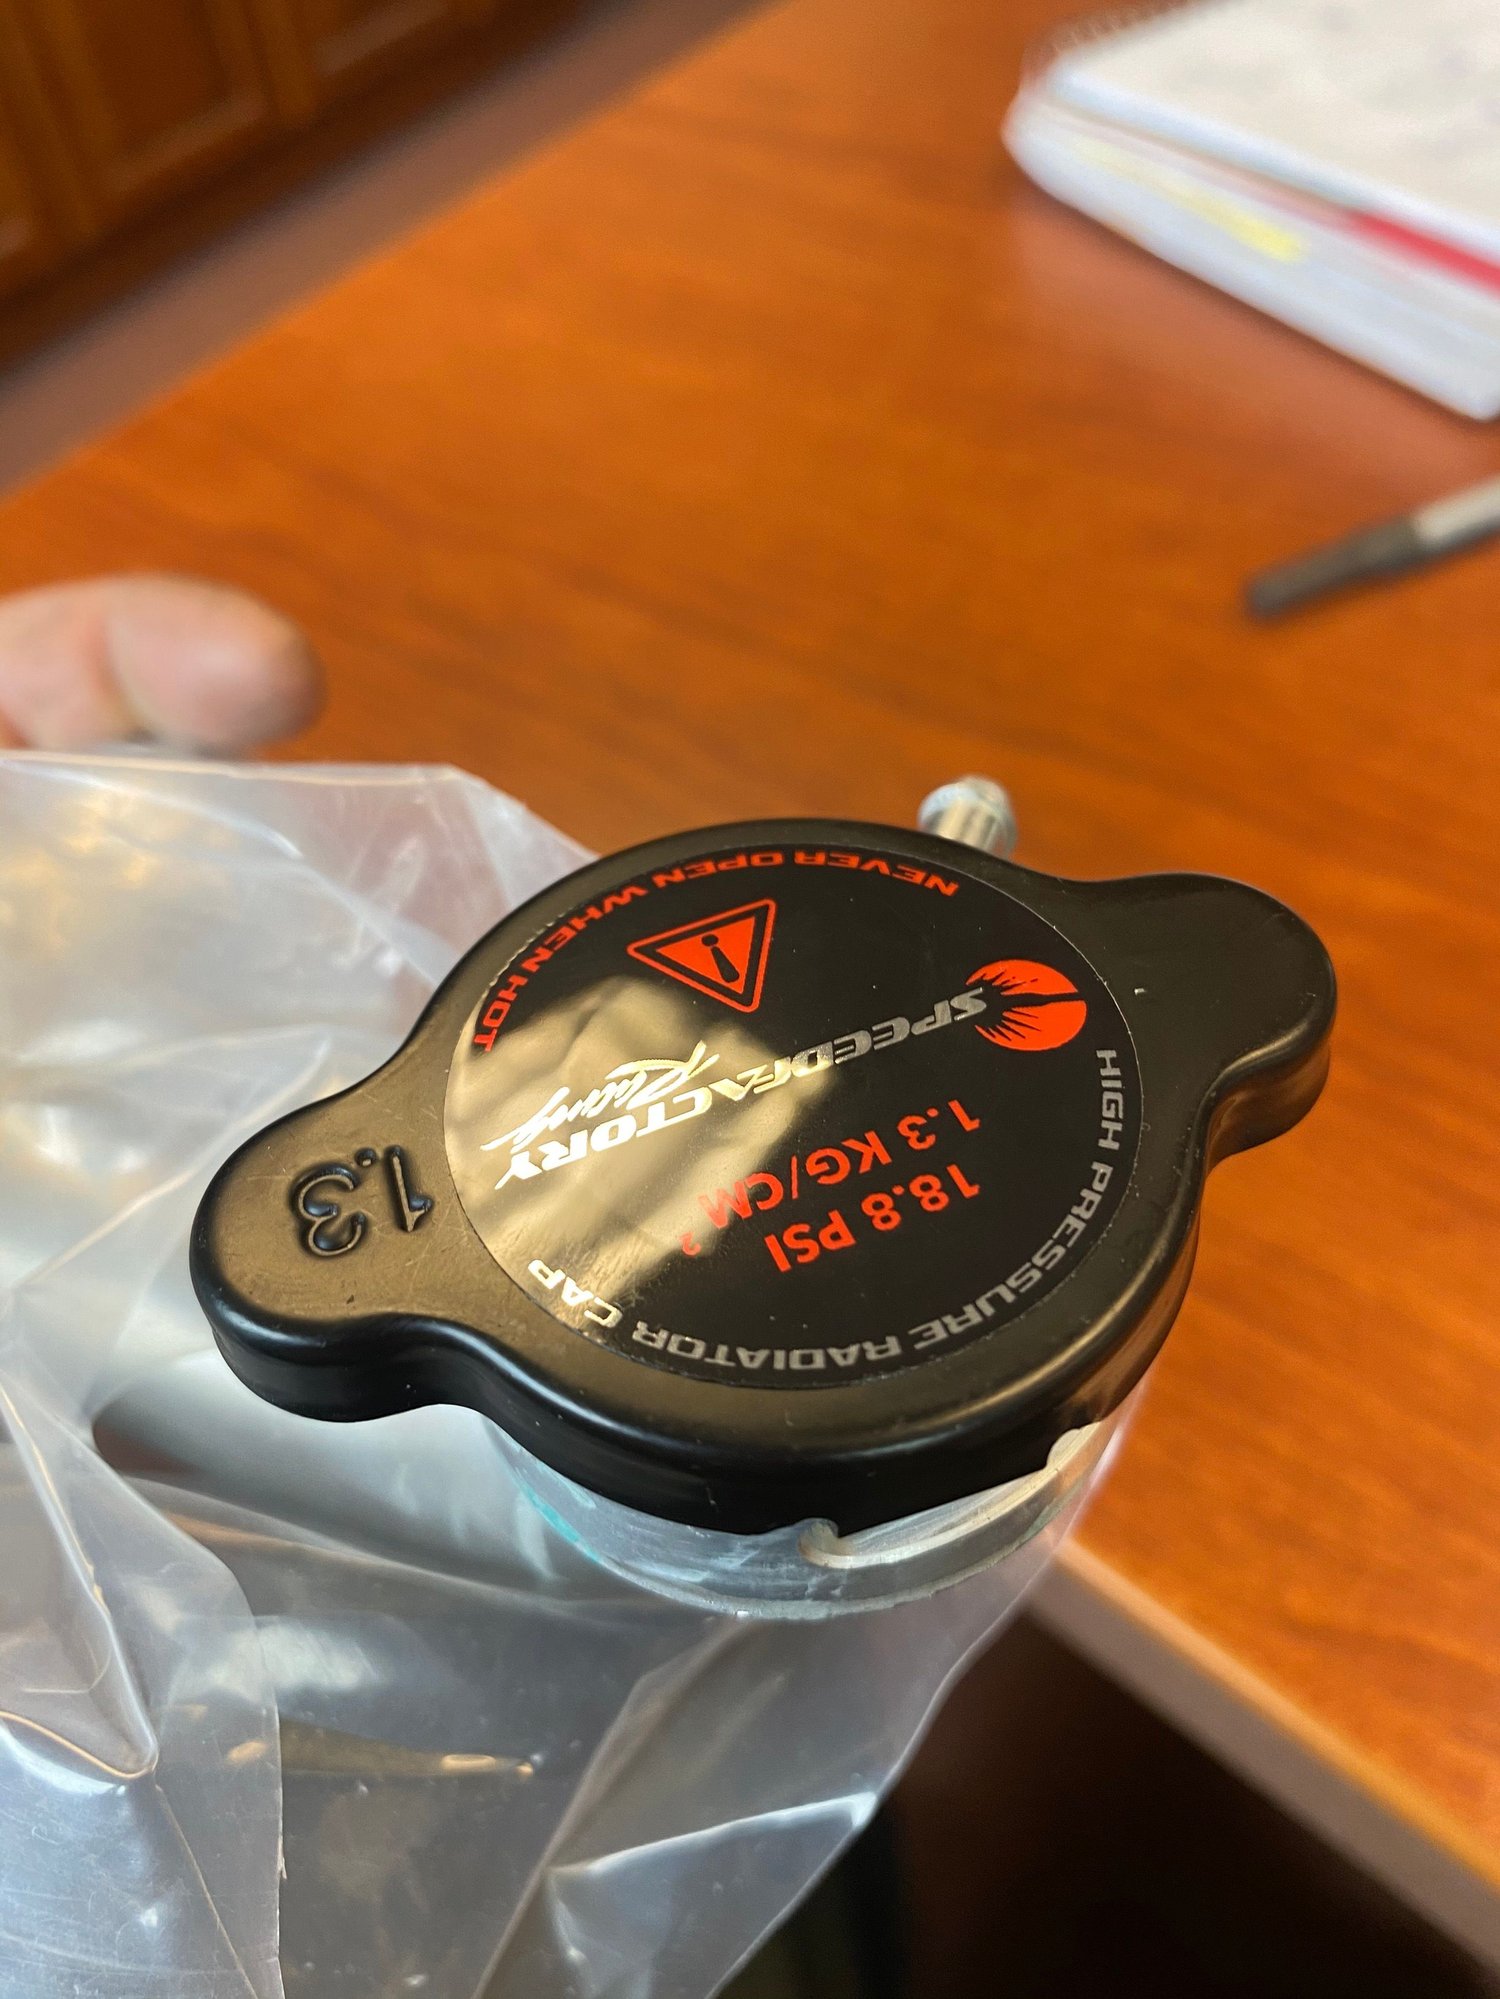 NEVER OPEN WHEN HOT
!
SPEEDFACTORY
Racing
1.3 KG/CM²
18.8 PSI
HIGH PRESSURE RADIATOR CAP
1.3